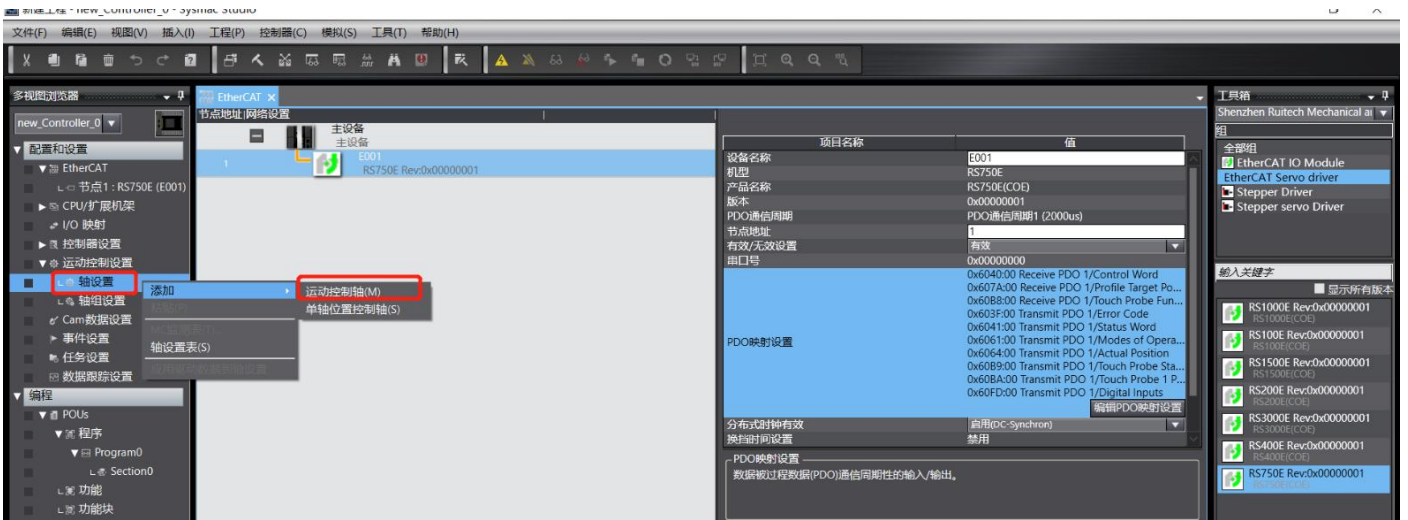 新建工程 - new_Controller_0 - Sysmac Studio
文件(F) 编辑(E) 视图(V) 插入(I) 工程(P) 控制器(C) 模拟(S) 工具(T) 帮助(H)
多视图浏览器
new_Controller_0
配置和设置
EtherCAT
节点1 : RS750E (E001)
CPU/扩展机架
I/O 映射
控制器设置
运动控制设置
轴设置
轴组设置
Cam数据设置
事件设置
任务设置
数据跟踪设置
编程
POUs
程序
Program0
Section0
功能
功能块
添加
粘贴(P)
轴设置表(S)
运动控制轴(M)
单轴位置控制轴(S)
EtherCAT
节点地址|网络设置
主设备
主设备
1
E001
RS750E Rev:0x00000001
项目名称 值
设备名称 E001
机型 RS750E
产品名称 RS750E(COE)
版本 0x00000001
PDO通信周期 PDO通信周期1 (2000us)
节点地址 1
有效/无效设置 有效
串口号 0x00000000
PDO映射设置
0x6040:00 Receive PDO 1/Control Word
0x607A:00 Receive PDO 1/Profile Target Po...
0x60B8:00 Receive PDO 1/Touch Probe Fun...
0x603F:00 Transmit PDO 1/Error Code
0x6041:00 Transmit PDO 1/Status Word
0x6061:00 Transmit PDO 1/Modes of Opera...
0x6064:00 Transmit PDO 1/Actual Position
0x60B9:00 Transmit PDO 1/Touch Probe Sta...
0x60BA:00 Transmit PDO 1/Touch Probe 1 P...
0x60FD:00 Transmit PDO 1/Digital Inputs
编辑PDO映射设置
分布式时钟有效 启用(DC-Synchron)
换挡时间设置 禁用
PDO映射设置
数据被过程数据(PDO)通信周期性的输入/输出。
工具箱
Shenzhen Ruitech Mechanical a
组
全部组
EtherCAT IO Module
EtherCAT Servo driver
Stepper Driver
Stepper servo Driver
输入关键字
显示所有版本
RS1000E Rev:0x00000001
RS1000E(COE)
RS100E Rev:0x00000001
RS100E(COE)
RS1500E Rev:0x00000001
RS1500E(COE)
RS200E Rev:0x00000001
RS200E(COE)
RS3000E Rev:0x00000001
RS3000E(COE)
RS400E Rev:0x00000001
RS400E(COE)
RS750E Rev:0x00000001
RS750E(COE)